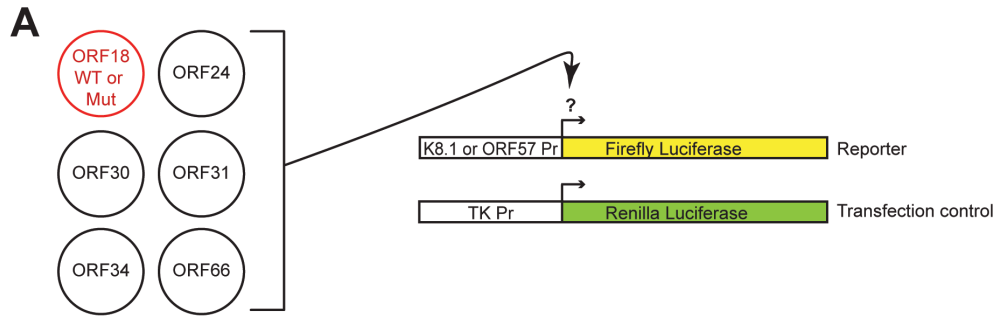 A
ORF18
WT or
Mut
ORF24
ORF30
ORF31
ORF34
ORF66
?
K8.1 or ORF57 Pr
Firefly Luciferase
Reporter
TK Pr
Renilla Luciferase
Transfection control